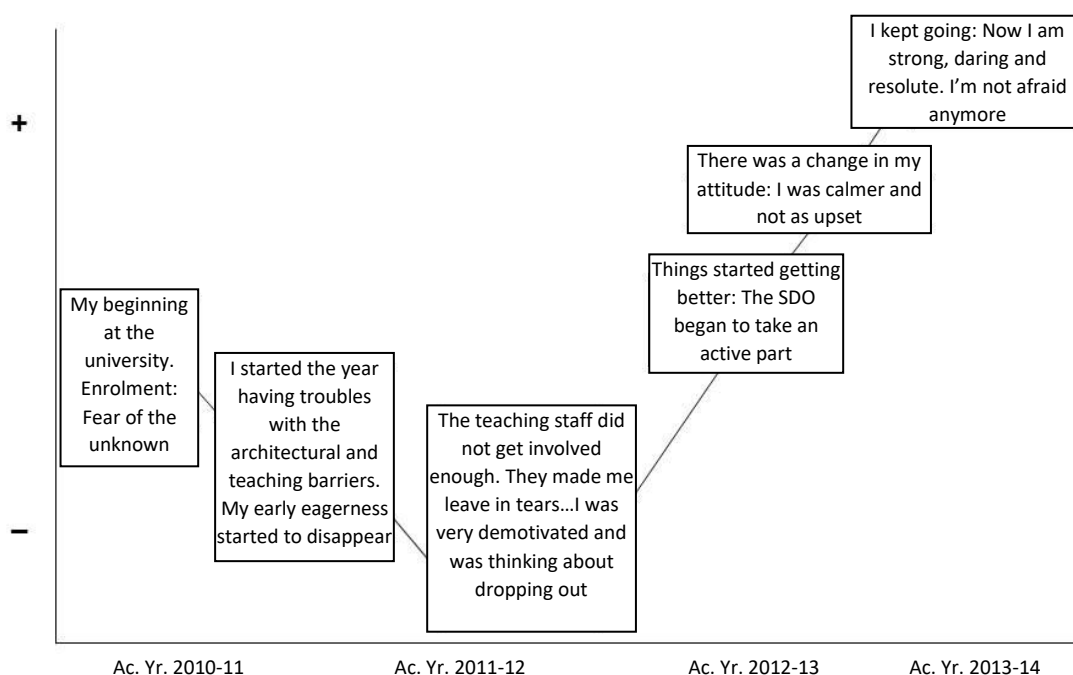 I kept going: Now I am
strong, daring and
resolute. I’m not afraid
anymore
+
There was a change in my
attitude: I was calmer and
not as upset
Things started getting
better: The SDO
began to take an
active part
My beginning
at the
university.
Enrolment:
Fear of the
unknown
I started the year
having troubles
with the
architectural and
teaching barriers.
My early eagerness
started to disappear
The teaching staff did
not get involved
enough. They made me
leave in tears...I was
very demotivated and
was thinking about
dropping out
–
Ac. Yr. 2010-11
Ac. Yr. 2011-12
Ac. Yr. 2012-13
Ac. Yr. 2013-14